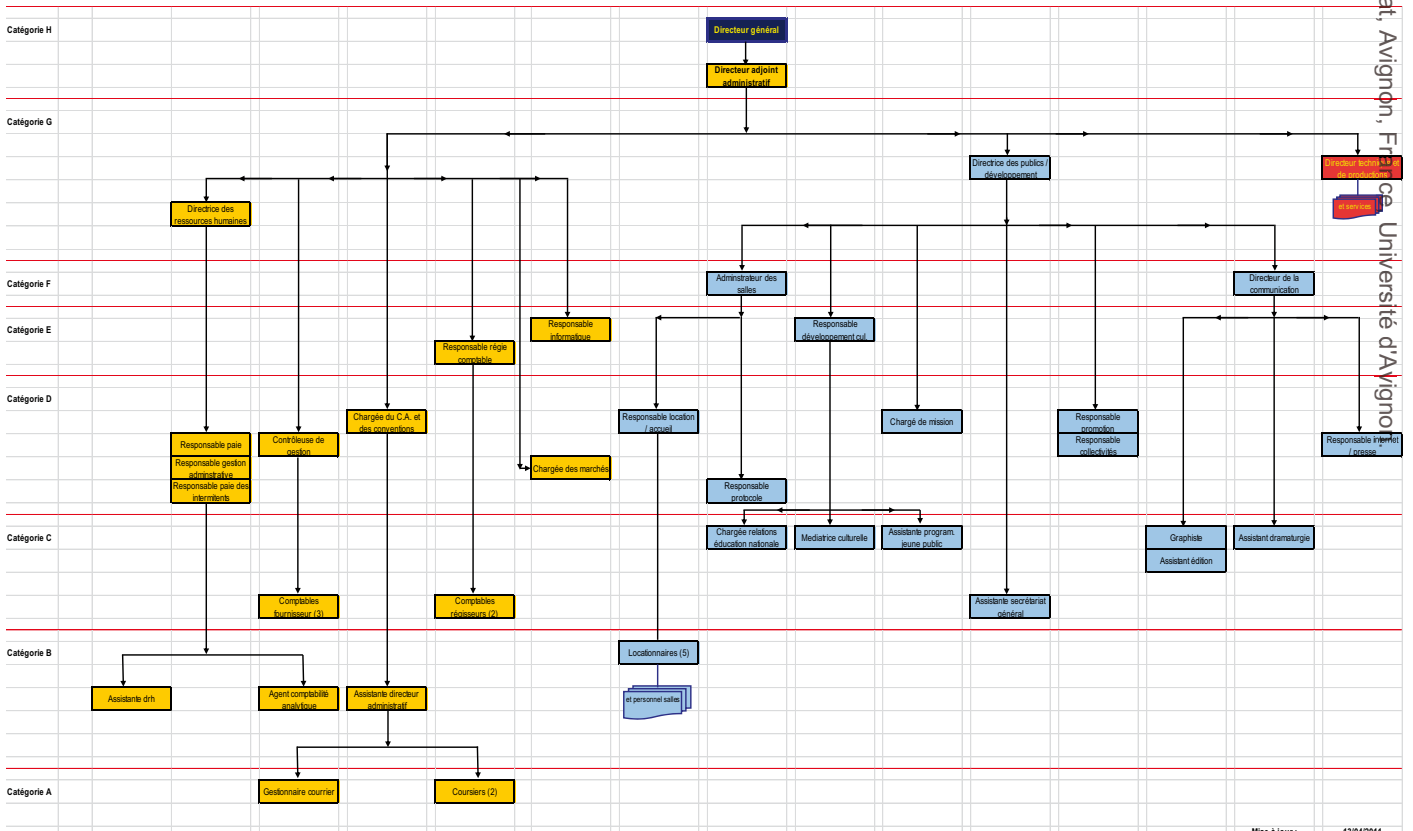 Catégorie H
Directeur général
Directeur adjoint
administratif
Catégorie G
Directrice des publics /
développement
Directeur technique et
de productions
et services
Directrice des
ressources humaines
Catégorie F
Adminstrateur des
salles
Directeur de la
communication
Catégorie E
Responsable
informatique
Responsable
développement cul.
Responsable régie
comptable
Catégorie D
Chargée du C.A. et
des conventions
Responsable location
/ accueil
Chargé de mission
Responsable
promotion
Responsable
collectivités
Responsable paie
Contrôleuse de
gestion
Responsable internet
/ presse
Responsable gestion
adminstrative
Chargée des marchés
Responsable paie des
intermitents
Responsable
protocole
Catégorie C
Chargée relations
éducation nationale
Mediatrice culturelle
Assistante program.
jeune public
Graphiste
Assistant dramaturgie
Assistant édition
Comptables
fournisseur (3)
Comptables
régisseurs (2)
Assistante secrétariat
général
Catégorie B
Locationnaires (5)
Assistante drh
Agent comptabilité
analytique
Assistante directeur
administratif
et personnel salles
Catégorie A
Gestionnaire courrier
Coursiers (2)
at, Avignon, France, Université d'Avignon.